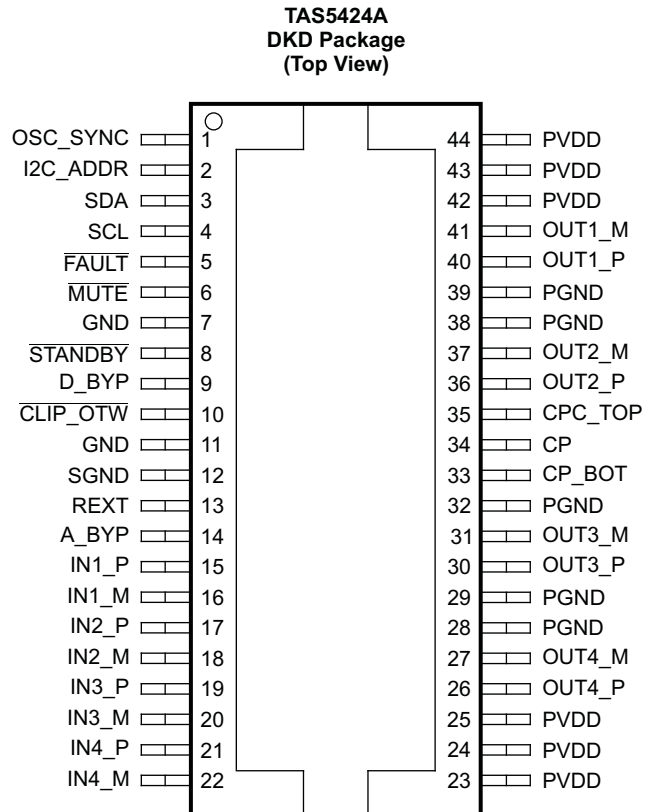 TAS5424A
DKD Package
(Top View)
OSC_SYNC 1 44 PVDD
I2C_ADDR 2 43 PVDD
SDA 3 42 PVDD
SCL 4 41 OUT1_M
FAULT 5 40 OUT1_P
MUTE 6 39 PGND
GND 7 38 PGND
STANDBY 8 37 OUT2_M
D_BYP 9 36 OUT2_P
CLIP_OTW 10 35 CPC_TOP
GND 11 34 CP
SGND 12 33 CP_BOT
REXT 13 32 PGND
A_BYP 14 31 OUT3_M
IN1_P 15 30 OUT3_P
IN1_M 16 29 PGND
IN2_P 17 28 PGND
IN2_M 18 27 OUT4_M
IN3_P 19 26 OUT4_P
IN3_M 20 25 PVDD
IN4_P 21 24 PVDD
IN4_M 22 23 PVDD